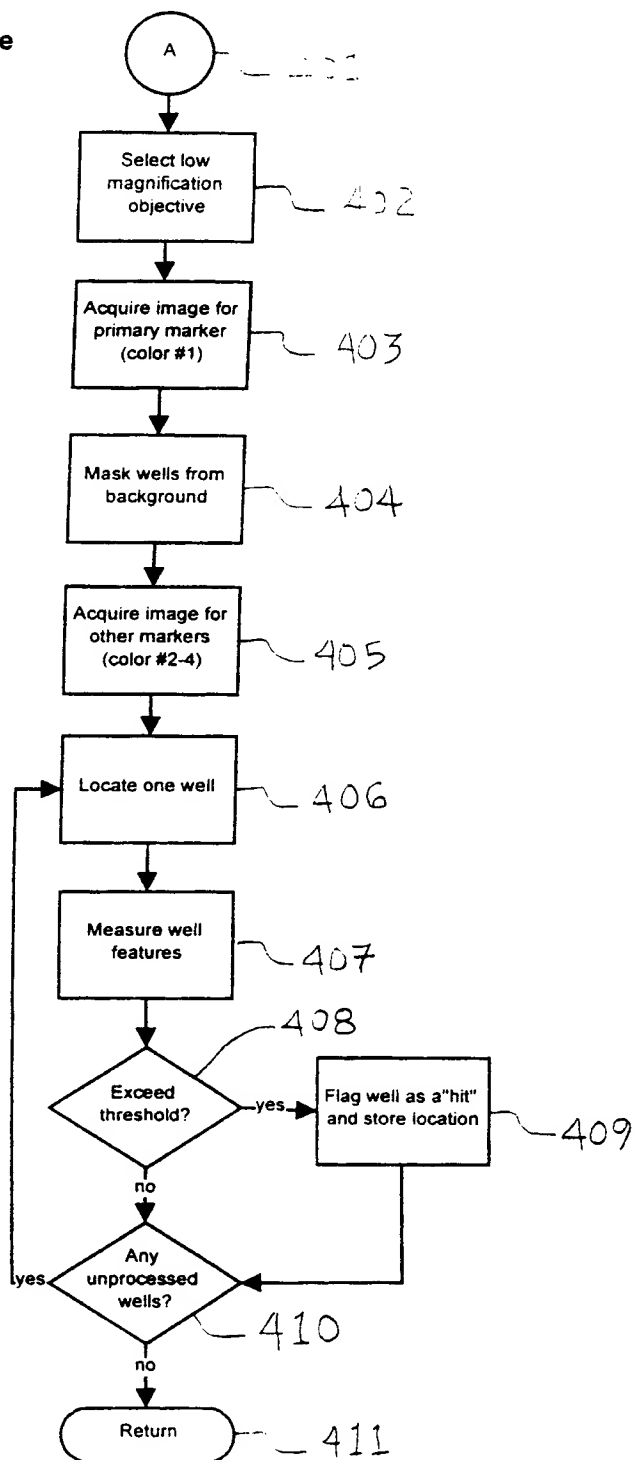 e
A
Select low
magnification
objective
402
Acquire image for
primary marker
(color #1)
403
Mask wells from
background
404
Acquire image for
other markers
(color #2-4)
405
Locate one well
406
Measure well
features
407
408
Exceed
threshold?
yes
Flag well as a"hit"
and store location
409
no
Any
unprocessed
wells?
yes
410
no
Return
411